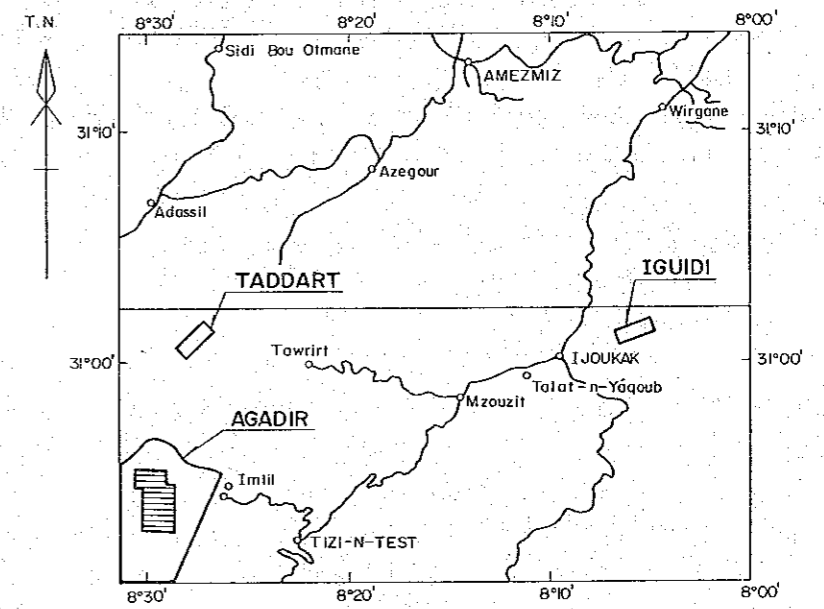 T.N.
8°30' 8°20' 8°10' 8°00'
Sidi Bou Otmane
AMEZMIZ
Wirgane
31°10' 31°10'
Azegour
Adassil
TADDART IGUIDI
Tawrirt IJOUKAK
31°00' 31°00'
Talat-n-Yáqoub
Mzouzit
AGADIR
Imlil
TIZI-N-TEST
8°30' 8°20' 8°10' 8°00'